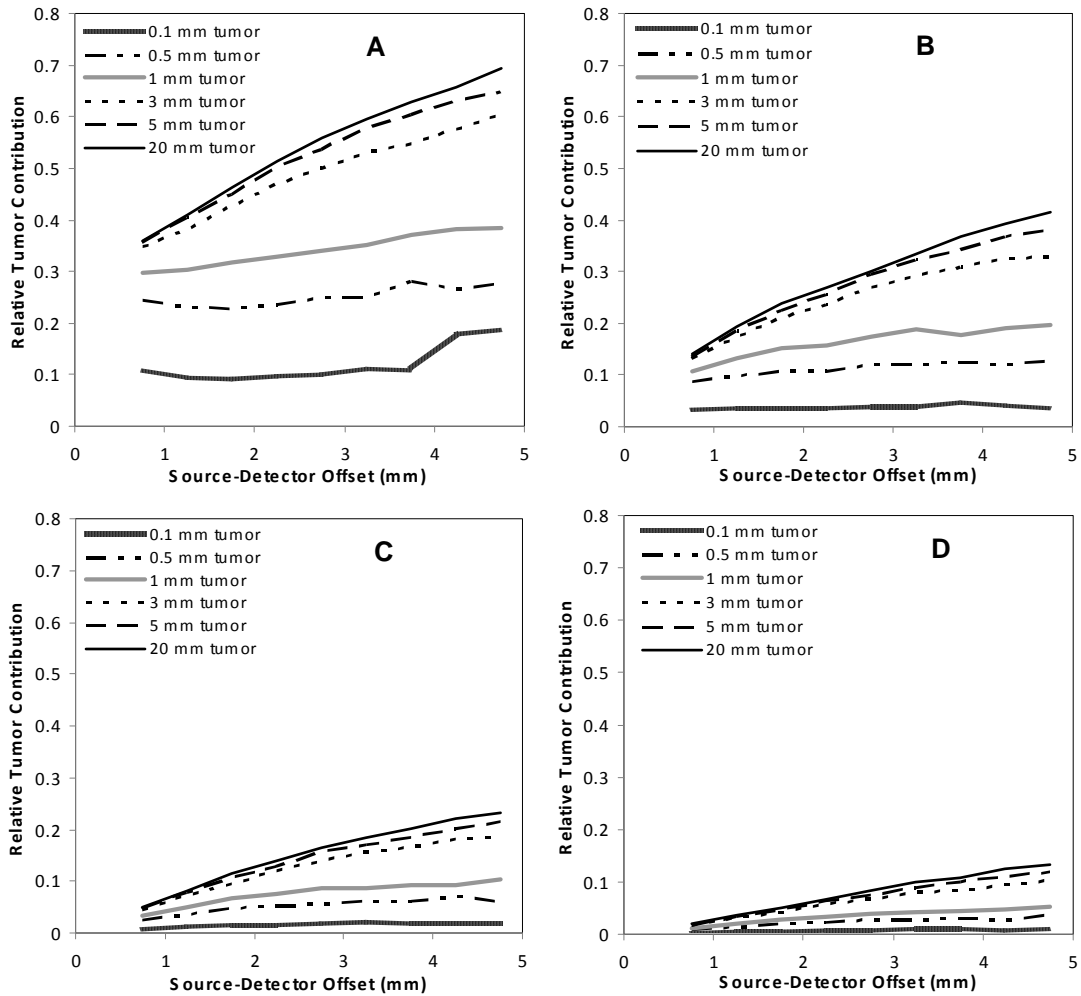 A
0.1 mm tumor
0.5 mm tumor
1 mm tumor
3 mm tumor
5 mm tumor
20 mm tumor
Relative Tumor Contribution
0.8
0.7
0.6
0.5
0.4
0.3
0.2
0.1
0
0 1 2 3 4 5
Source-Detector Offset (mm)
B
0.1 mm tumor
0.5 mm tumor
1 mm tumor
3 mm tumor
5 mm tumor
20 mm tumor
Relative Tumor Contribution
0.8
0.7
0.6
0.5
0.4
0.3
0.2
0.1
0
0 1 2 3 4 5
Source-Detector Offset (mm)
C
0.1 mm tumor
0.5 mm tumor
1 mm tumor
3 mm tumor
5 mm tumor
20 mm tumor
Relative Tumor Contribution
0.8
0.7
0.6
0.5
0.4
0.3
0.2
0.1
0
0 1 2 3 4 5
Source-Detector Offset (mm)
D
0.1 mm tumor
0.5 mm tumor
1 mm tumor
3 mm tumor
5 mm tumor
20 mm tumor
Relative Tumor Contribution
0.8
0.7
0.6
0.5
0.4
0.3
0.2
0.1
0
0 1 2 3 4 5
Source-Detector Offset (mm)